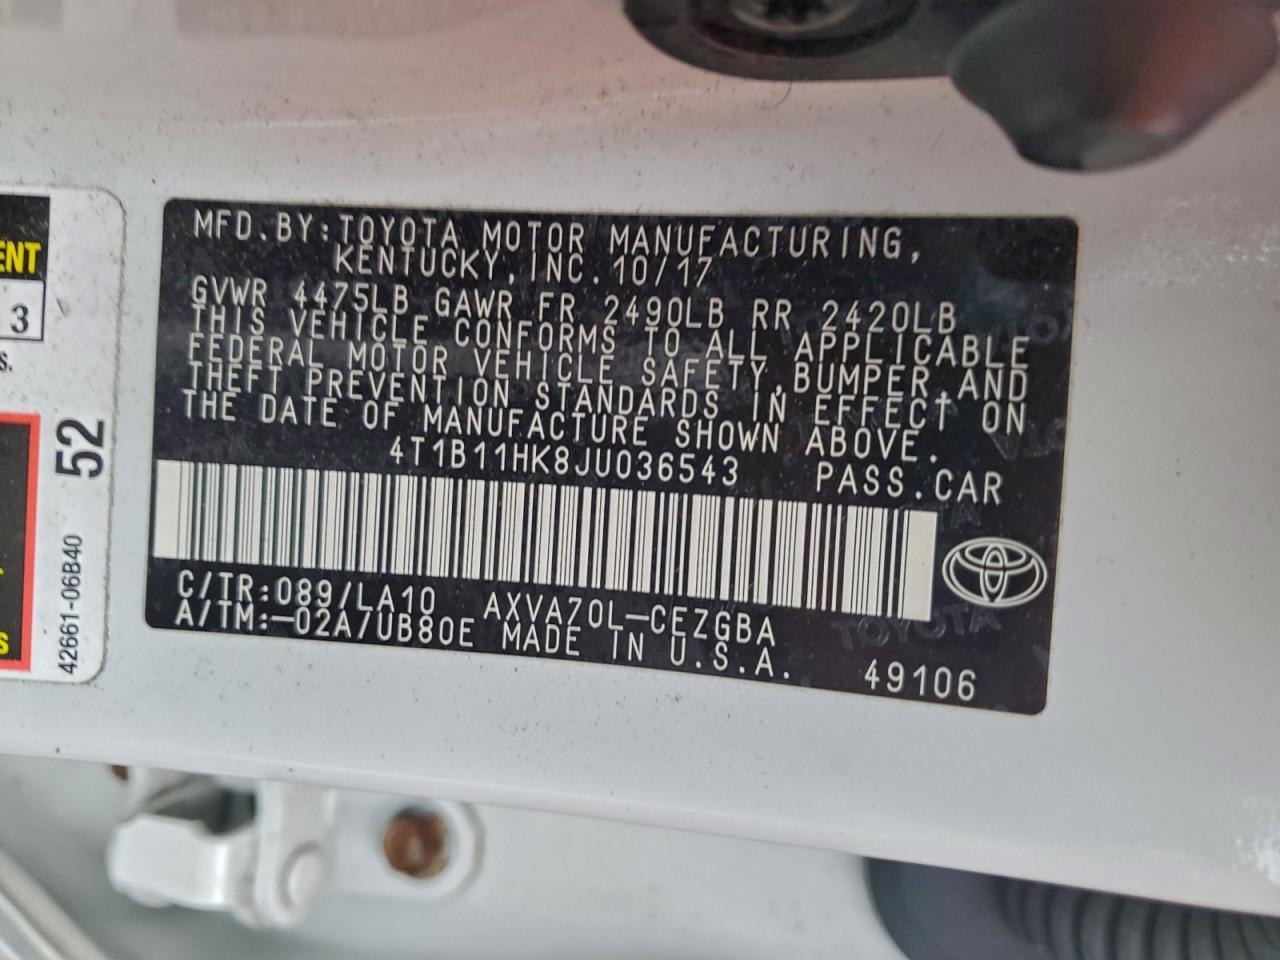 MFD.BY:TOYOTA MOTOR MANUFACTURING,
KENTUCKY, INC. 10/17
GVWR 4475LB GAWR FR 2490LB RR 2420LB
THIS VEHICLE CONFORMS TO ALL APPLICABLE
FEDERAL MOTOR VEHICLE SAFETY, BUMPER, AND
THEFT PREVENTION STANDARDS IN EFFECT ON
THE DATE OF MANUFACTURE SHOWN ABOVE.
4T1B11HK8JU036543 PASS.CAR
C/TR:089/LA10 AXVA70L-CEZGBA
A/TM:-02A/UB80E MADE IN U.S.A.
49106
TOYOTA
ENT
3
s.
52
42661-06B40
S